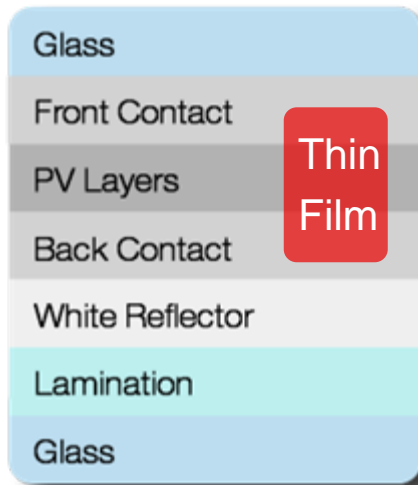 Glass
Front Contact
Thin
PV Layers
Film
Back Contact
White Reflector
Lamination
Glass